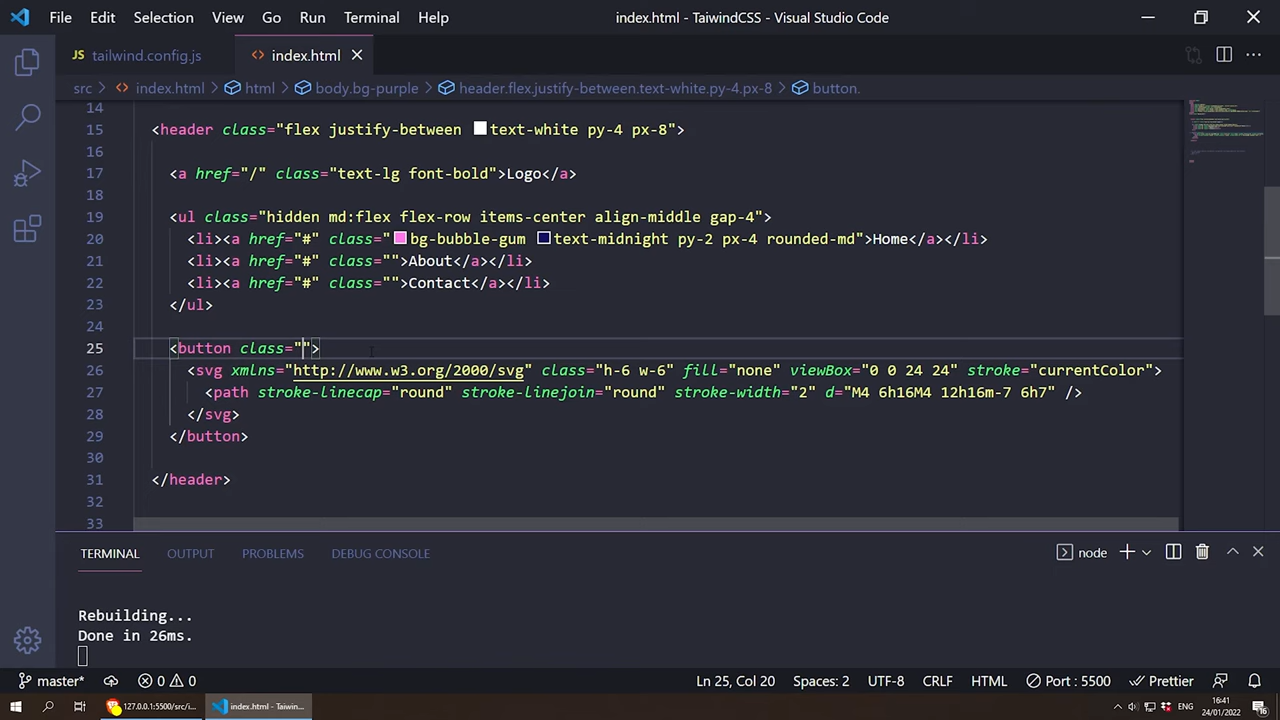 File Edit Selection View Go Run Terminal Help index.html - TaiwindCSS - Visual Studio Code
JS tailwind.config.js <> index.html
src > <> index.html > html > body.bg-purple > header.flex.justify-between.text-white.py-4.px-8 > button.
14
15 <header class="flex justify-between text-white py-4 px-8">
16
17 <a href="/" class="text-lg font-bold">Logo</a>
18
19 <ul class="hidden md:flex flex-row items-center align-middle gap-4">
20 <li><a href="#" class="bg-bubble-gum text-midnight py-2 px-4 rounded-md">Home</a></li>
21 <li><a href="#" class="">About</a></li>
22 <li><a href="#" class="">Contact</a></li>
23 </ul>
24
25 <button class="">
26 <svg xmlns="http://www.w3.org/2000/svg" class="h-6 w-6" fill="none" viewBox="0 0 24 24" stroke="currentColor">
27 <path stroke-linecap="round" stroke-linejoin="round" stroke-width="2" d="M4 6h16M4 12h16m-7 6h7" />
28 </svg>
29 </button>
30
31 </header>
32
33
TERMINAL OUTPUT PROBLEMS DEBUG CONSOLE node
Rebuilding...
Done in 26ms.
master* 0 0 Ln 25, Col 20 Spaces: 2 UTF-8 CRLF HTML Port : 5500 Prettier
127.0.0.1:5500/src/i... index.html - Taiwin... ENG 16:41
24/01/2022 16